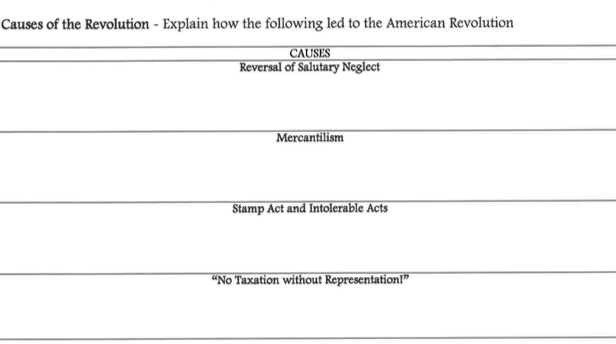 Causes of the Revolution - Explain how the following led to the American Revolution
CAUSES
Reversal of Salutary Neglect
Mercantilism
Stamp Act and Intolerable Acts
“No Taxation without Representation!”